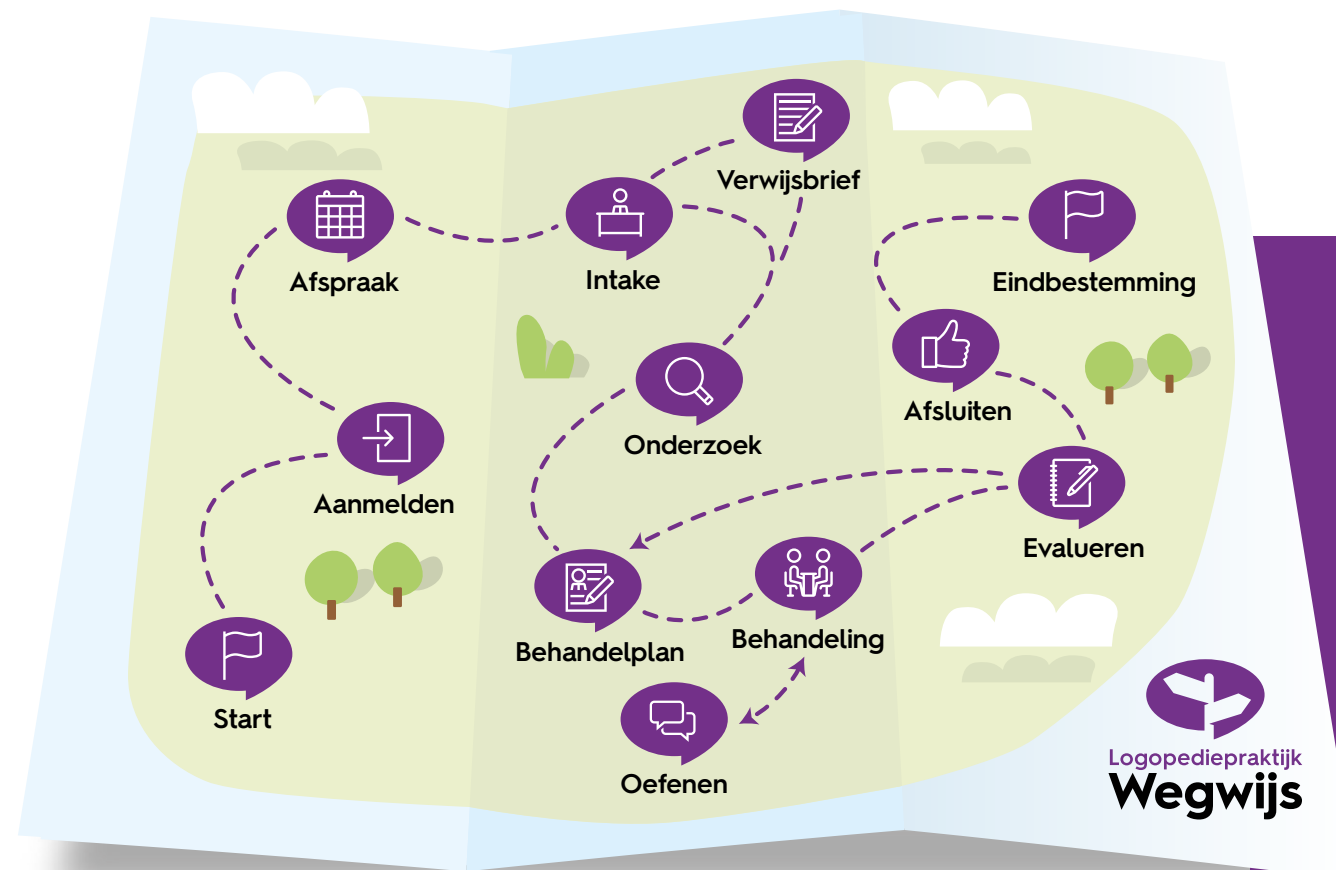 Start
Aanmelden
Afspraak
Intake
Verwijsbrief
Onderzoek
Behandelplan
Behandeling
Oefenen
Evalueren
Afsluiten
Eindbestemming
Logopediepraktijk
Wegwijs